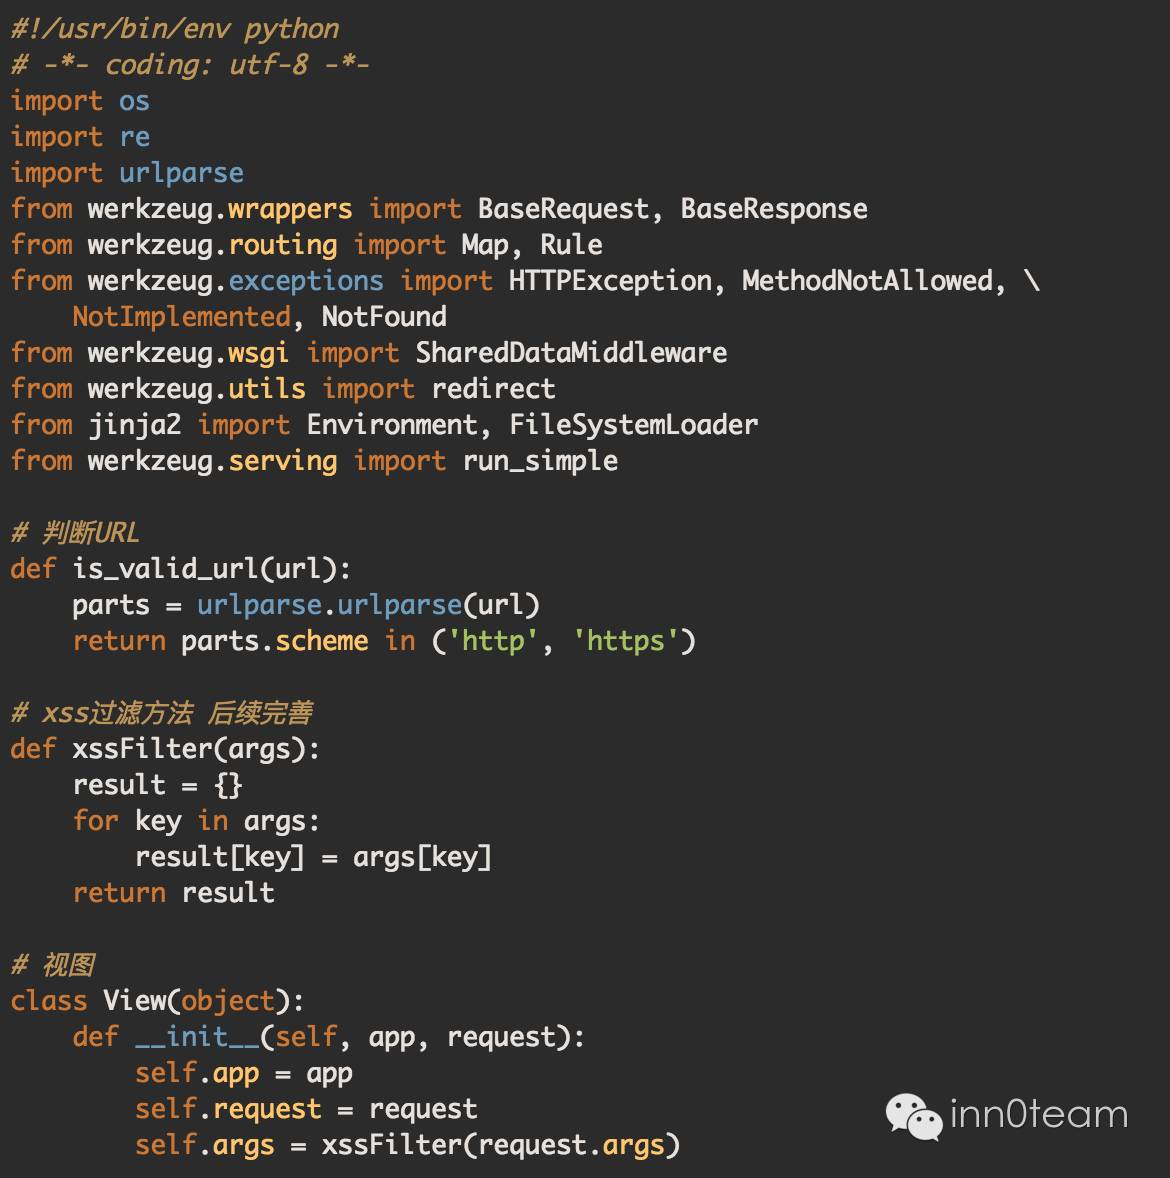 #!/usr/bin/env python
# -*- coding: utf-8 -*-
import os
import re
import urlparse
from werkzeug.wrappers import BaseRequest, BaseResponse
from werkzeug.routing import Map, Rule
from werkzeug.exceptions import HTTPException, MethodNotAllowed, \
    NotImplemented, NotFound
from werkzeug.wsgi import SharedDataMiddleware
from werkzeug.utils import redirect
from jinja2 import Environment, FileSystemLoader
from werkzeug.serving import run_simple

# 判断URL
def is_valid_url(url):
    parts = urlparse.urlparse(url)
    return parts.scheme in ('http', 'https')

# xss过滤方法 后续完善
def xssFilter(args):
    result = {}
    for key in args:
        result[key] = args[key]
    return result

# 视图
class View(object):
    def __init__(self, app, request):
        self.app = app
        self.request = request
        self.args = xssFilter(request.args)
inn0team